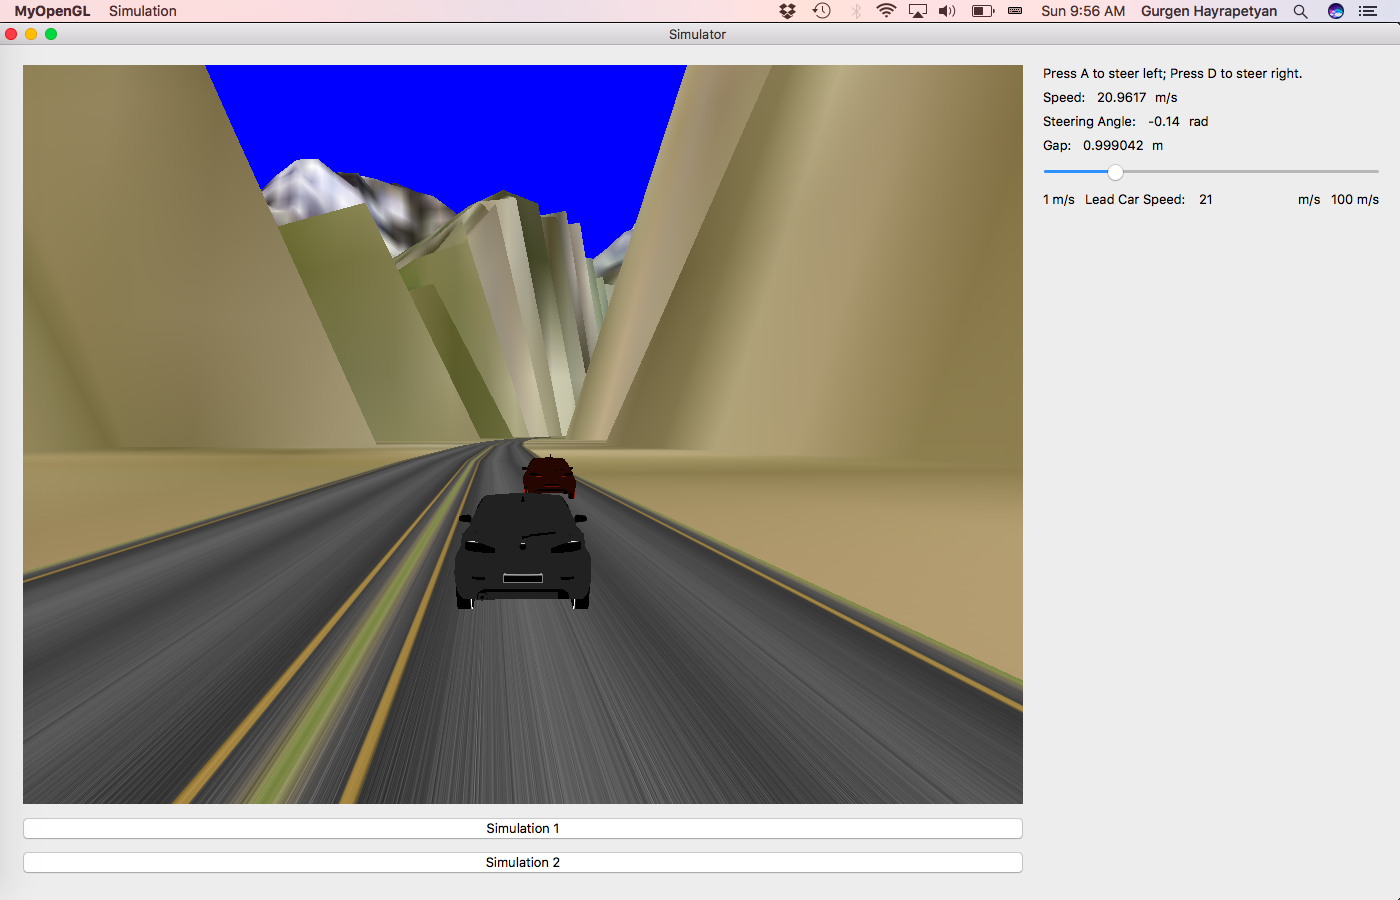 MyOpenGL Simulation Sun 9:56 AM Gurgen Hayrapetyan
Simulator
Press A to steer left; Press D to steer right.
Speed: 20.9617 m/s
Steering Angle: -0.14 rad
Gap: 0.999042 m
1 m/s Lead Car Speed: 21 m/s 100 m/s
Simulation 1
Simulation 2